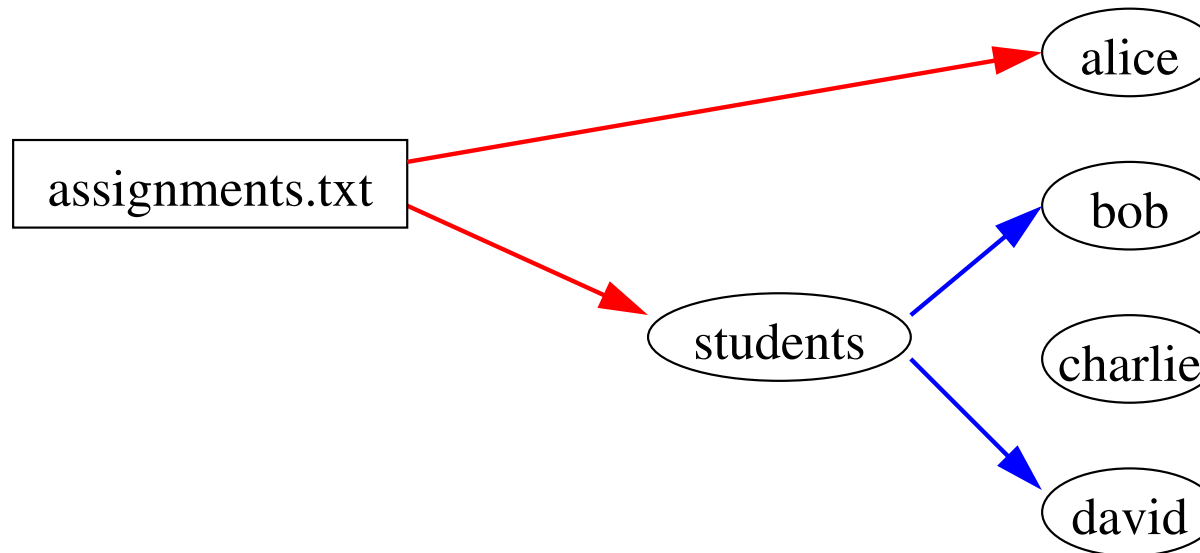 alice
assignments.txt
bob
students
charlie
david